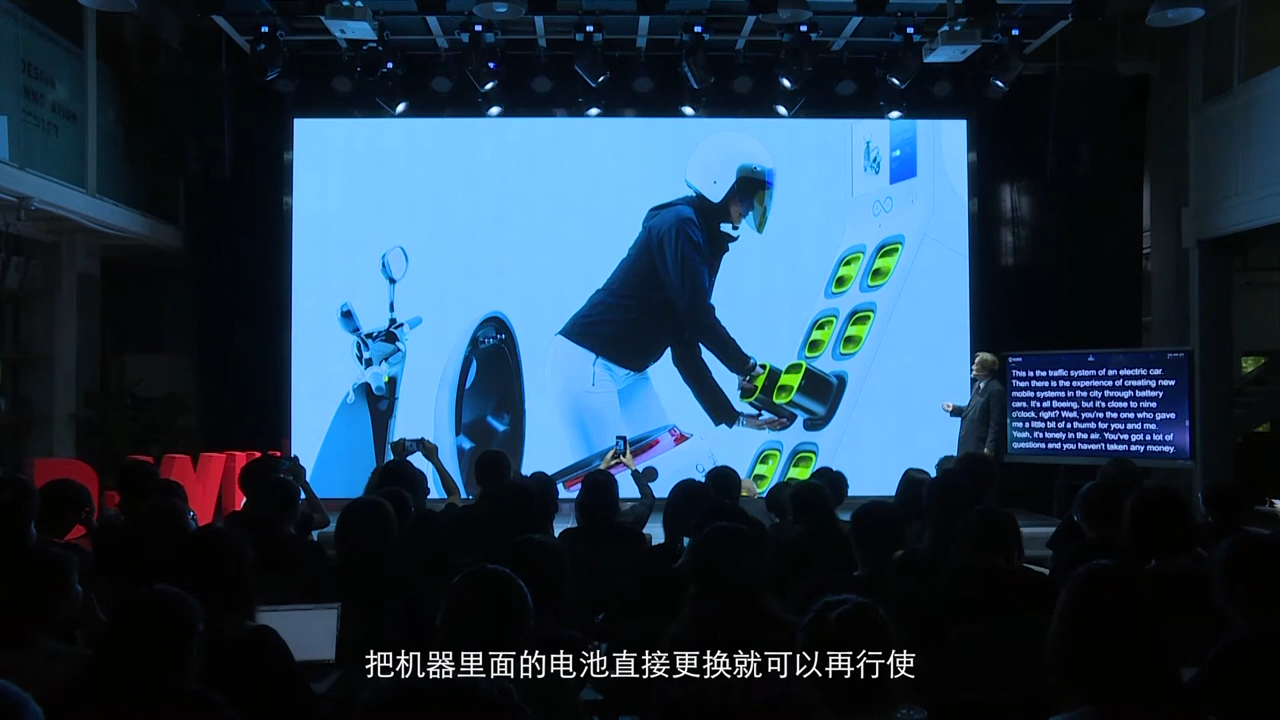 DESIGN
INNOVATION
CENTER
This is the traffic system of an electric car.
Then there is the experience of creating new
mobile systems in the city through battery
cars. It's all Boeing, but it's close to nine
o'clock, right? Well, you're the one who gave
me a little bit of a thumb for you and me.
Yeah, it's lonely in the air. You've got a lot of
questions and you haven't taken any money.
把机器里面的电池直接更换就可以再行使